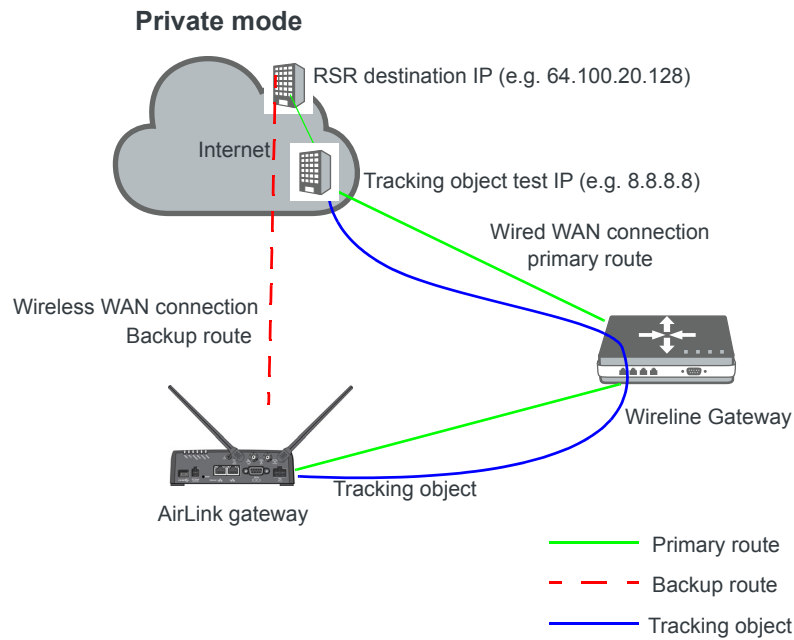 Private mode
RSR destination IP (e.g. 64.100.20.128)
Internet
Tracking object test IP (e.g. 8.8.8.8)
Wired WAN connection
primary route
Wireless WAN connection
Backup route
Wireline Gateway
Tracking object
AirLink gateway
Primary route
Backup route
Tracking object